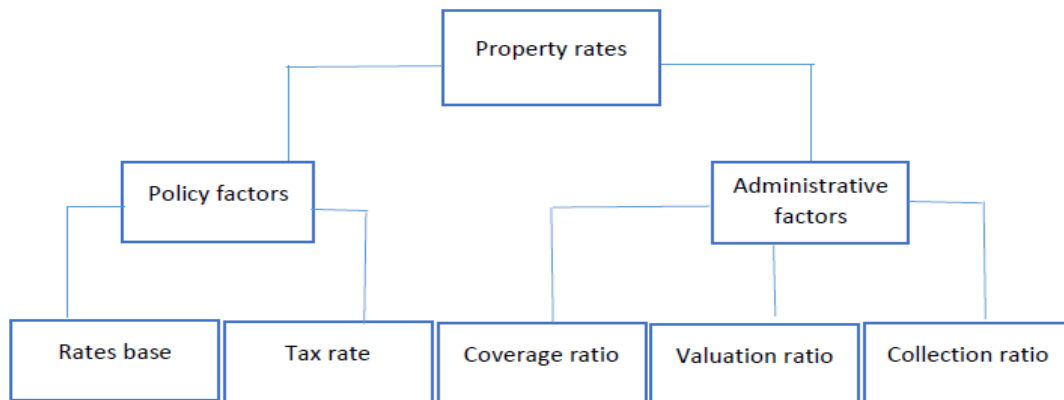 Property rates
Policy factors
Administrative
factors
Rates base
Tax rate
Coverage ratio
Valuation ratio
Collection ratio